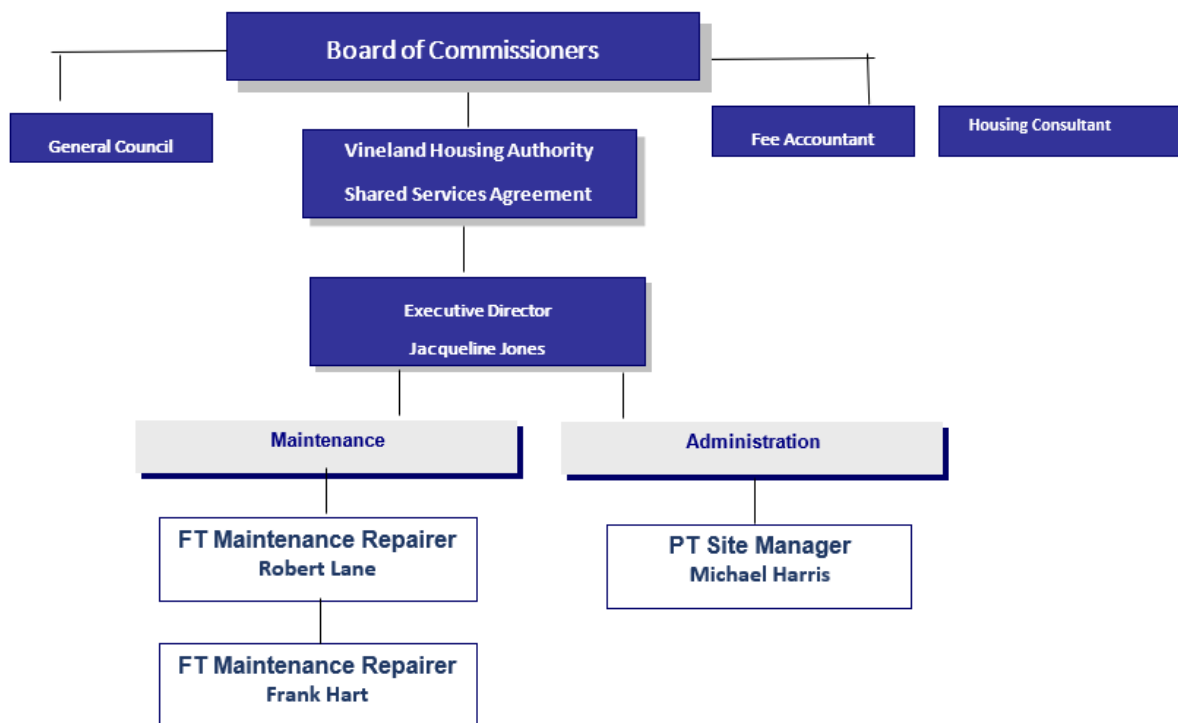 Board of Commissioners
General Council
Fee Accountant
Housing Consultant
Vineland Housing Authority
Shared Services Agreement
Executive Director
Jacqueline Jones
Maintenance
Administration
FT Maintenance Repairer
Robert Lane
PT Site Manager
Michael Harris
FT Maintenance Repairer
Frank Hart